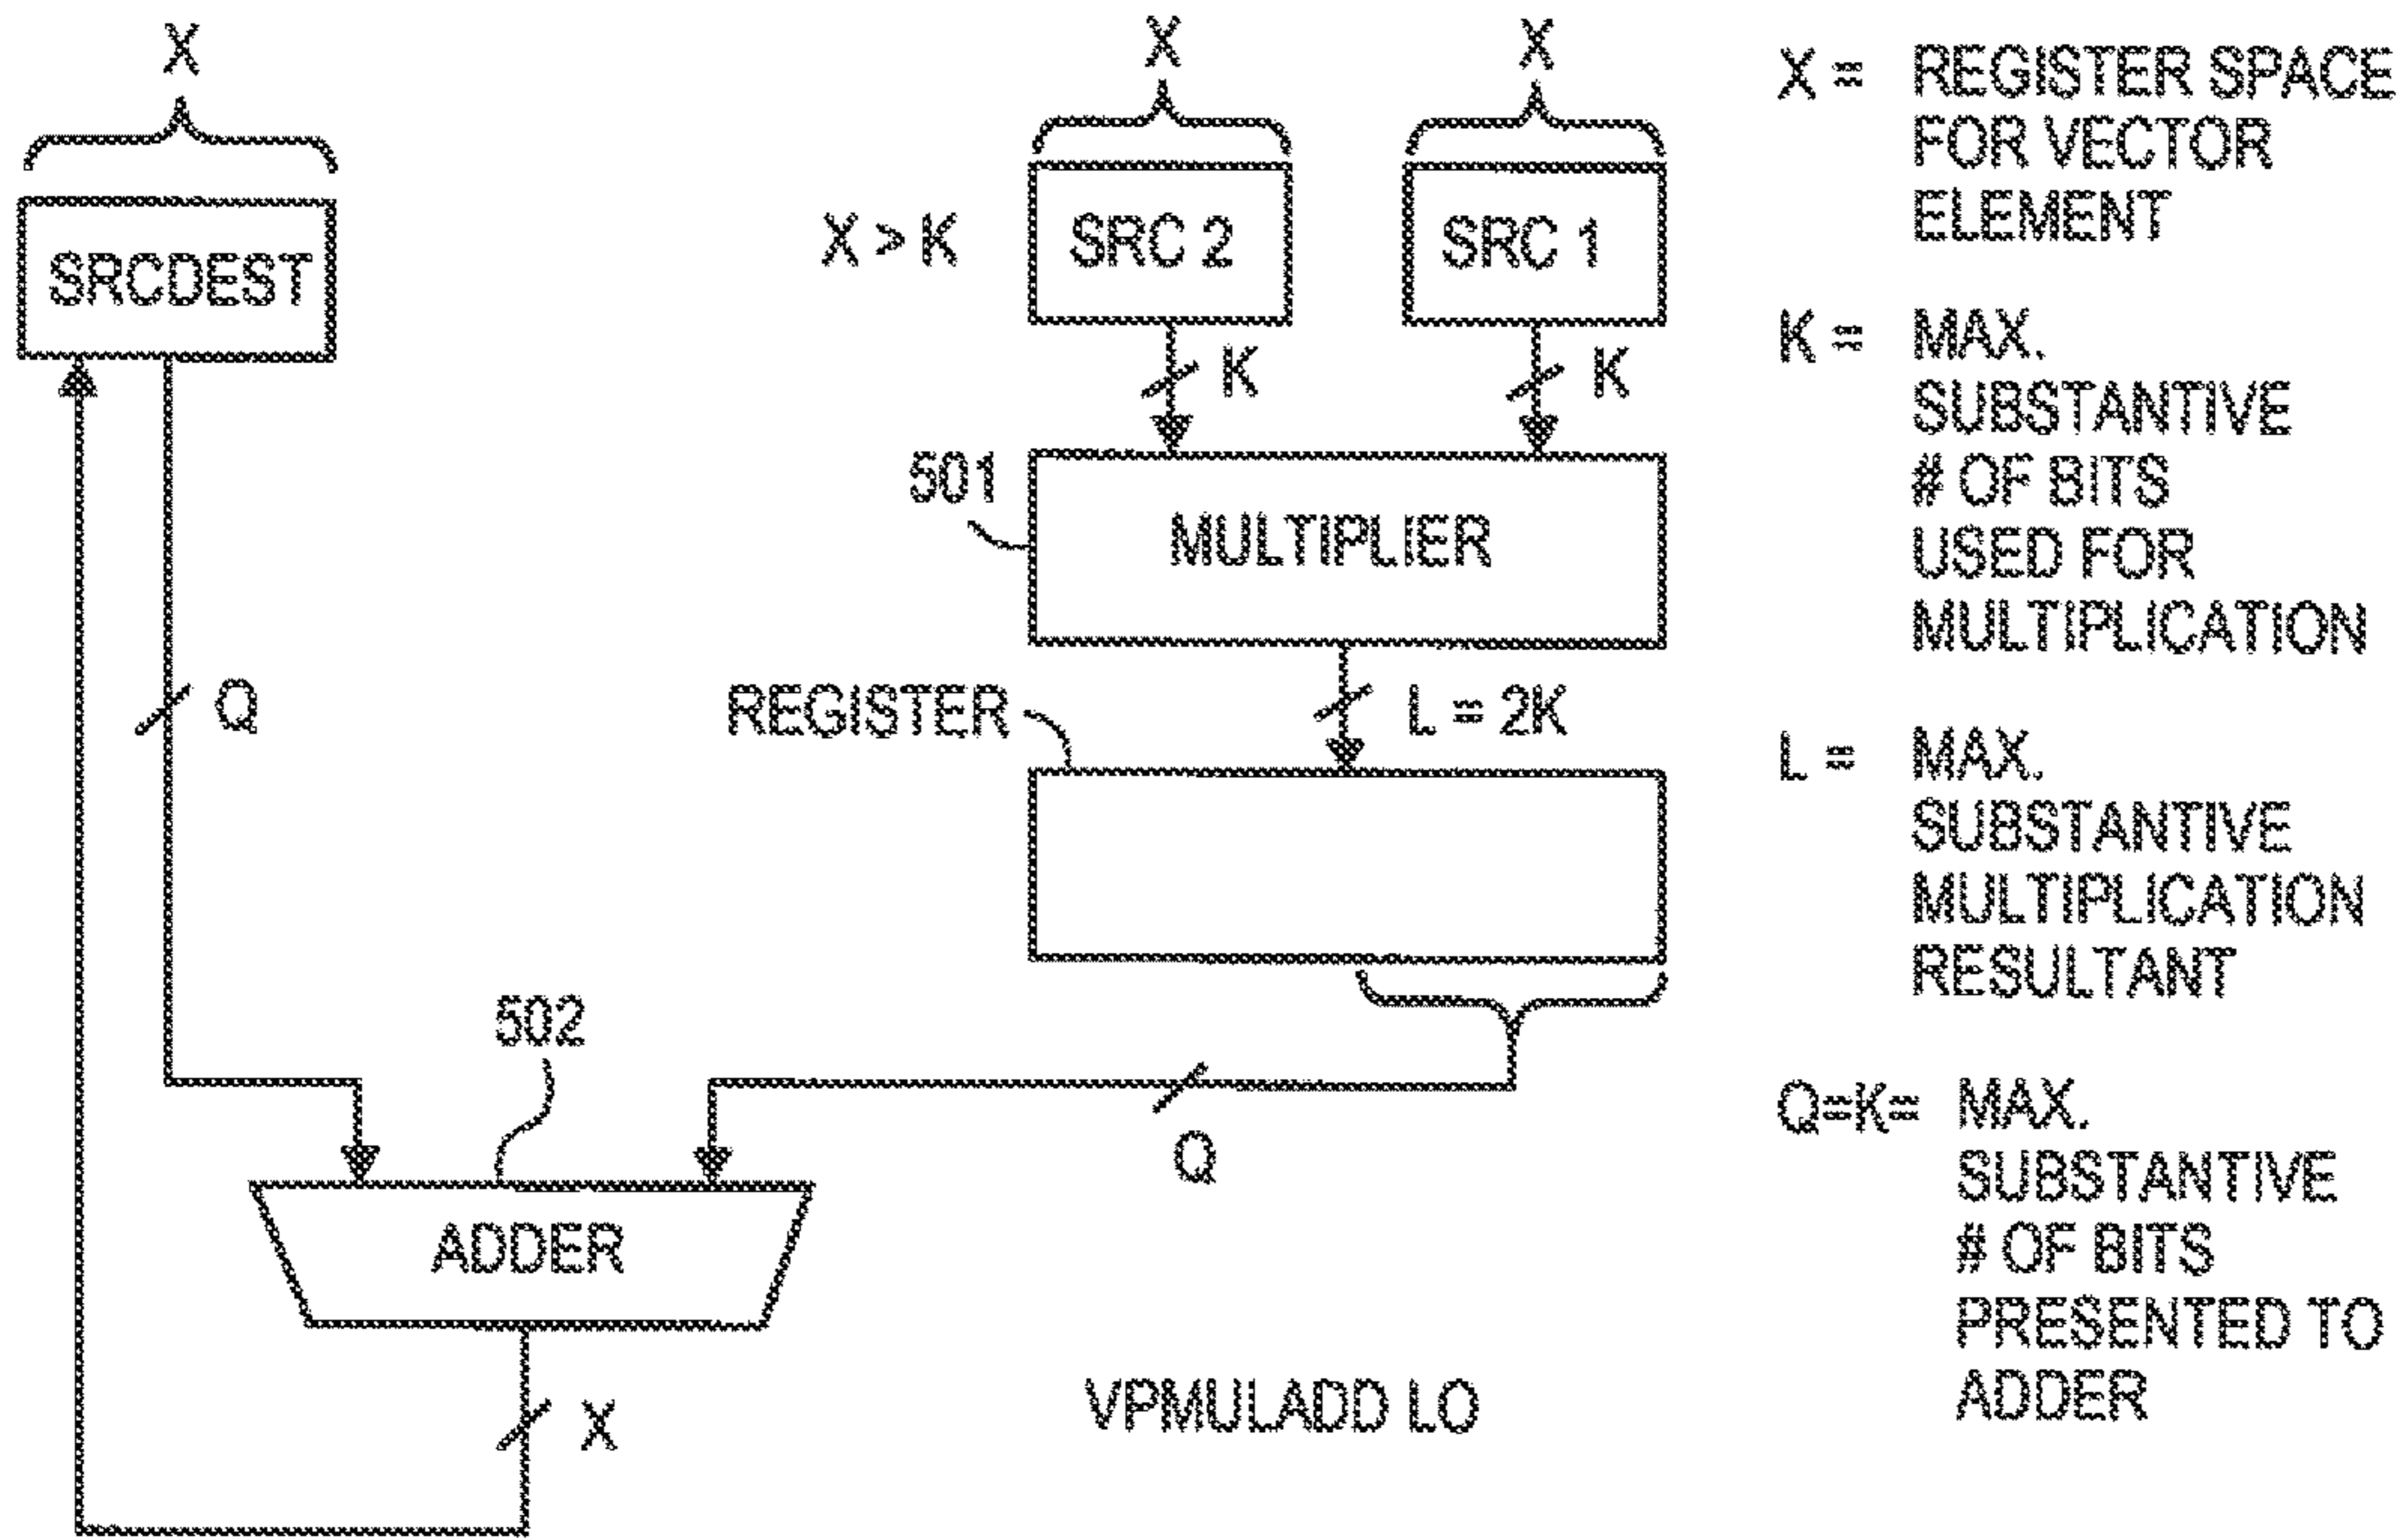 X
X
X
SRCDEST
X > K
SRC 2
SRC 1
K
K
501
MULTIPLIER
Q
REGISTER
L = 2K
502
Q
ADDER
X
VPMULADD LO
X = REGISTER SPACE
FOR VECTOR
ELEMENT
K = MAX.
SUBSTANTIVE
# OF BITS
USED FOR
MULTIPLICATION
L = MAX.
SUBSTANTIVE
MULTIPLICATION
RESULTANT
Q=K= MAX.
SUBSTANTIVE
# OF BITS
PRESENTED TO
ADDER